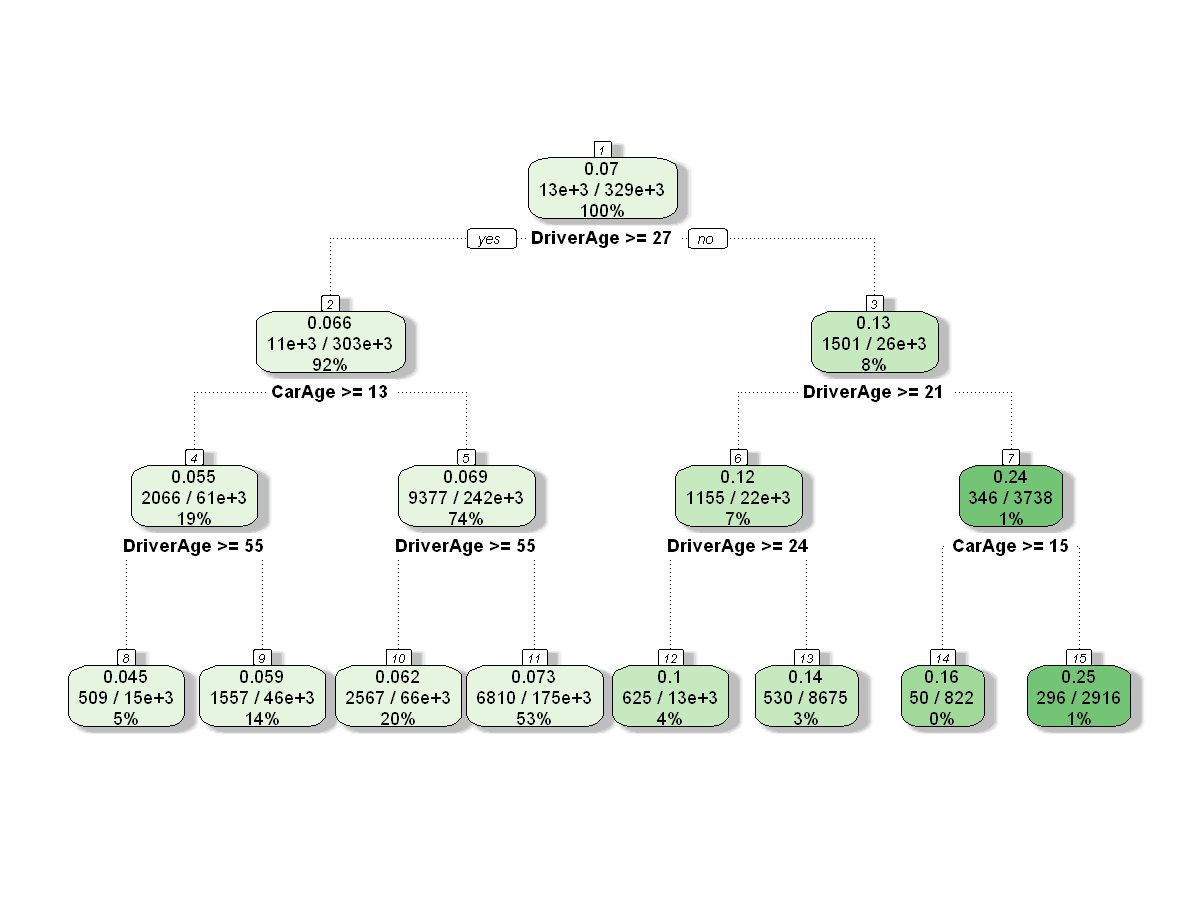 1
0.07
13e+3 / 329e+3
100%
yes DriverAge >= 27 no
2
0.066
11e+3 / 303e+3
92%
CarAge >= 13
3
0.13
1501 / 26e+3
8%
DriverAge >= 21
4
0.055
2066 / 61e+3
19%
DriverAge >= 55
5
0.069
9377 / 242e+3
74%
DriverAge >= 55
6
0.12
1155 / 22e+3
7%
DriverAge >= 24
7
0.24
346 / 3738
1%
CarAge >= 15
8
0.045
509 / 15e+3
5%
9
0.059
1557 / 46e+3
14%
10
0.062
2567 / 66e+3
20%
11
0.073
6810 / 175e+3
53%
12
0.1
625 / 13e+3
4%
13
0.14
530 / 8675
3%
14
0.16
50 / 822
0%
15
0.25
296 / 2916
1%